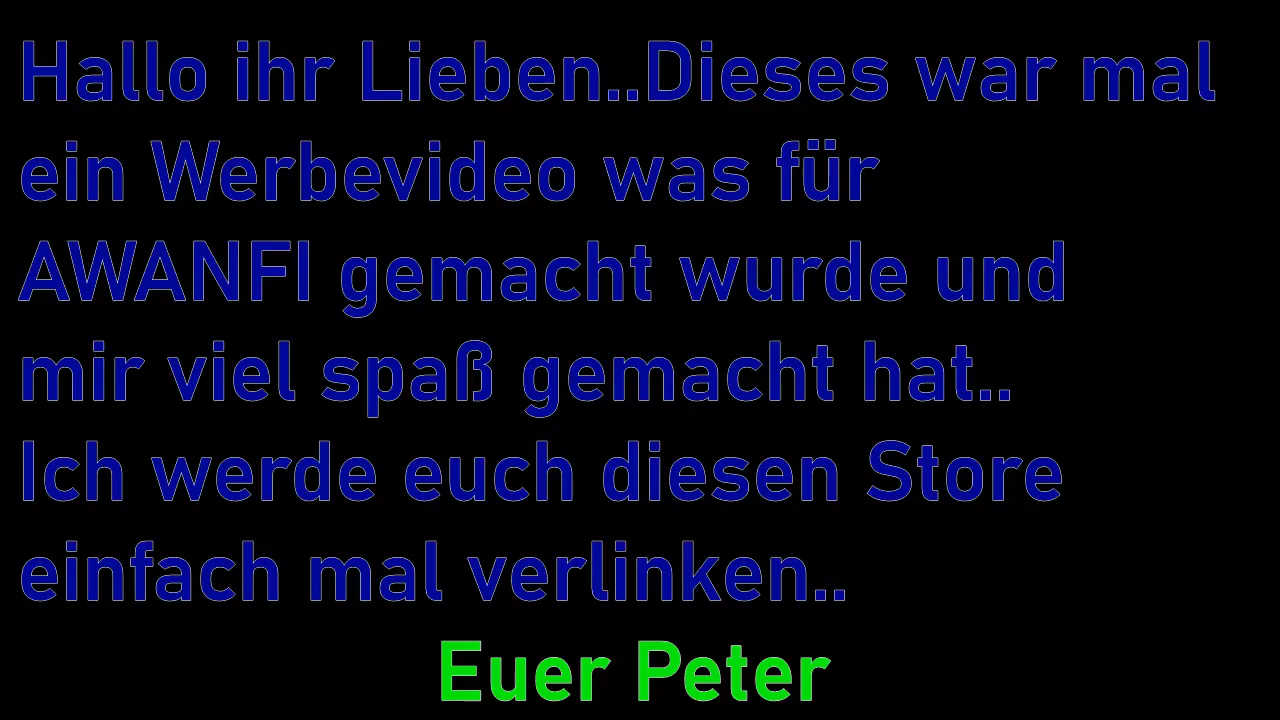 Hallo ihr Lieben..Dieses war mal
ein Werbevideo was für
AWANFI gemacht wurde und
mir viel spaß gemacht hat..
Ich werde euch diesen Store
einfach mal verlinken..
Euer Peter